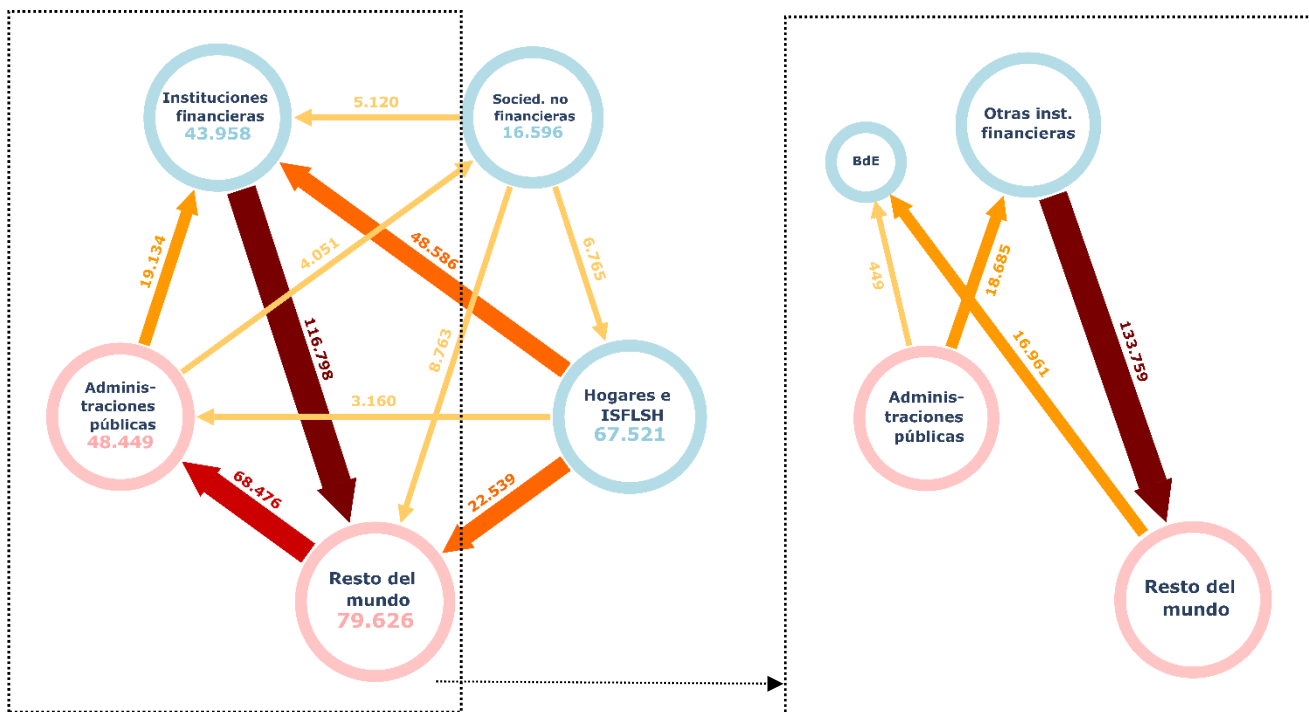 Instituciones
financieras
43.958
5.120
Socied. no
financieras
16.596
19.134
4.051
48.586
6.765
116.798
8.763
Adminis-
traciones
públicas
48.449
3.160
Hogares e
ISFLSH
67.521
68.476
22.539
Resto del
mundo
79.626
BdE
Otras inst.
financieras
449
18.685
16.961
133.759
Adminis-
traciones
públicas
Resto del
mundo